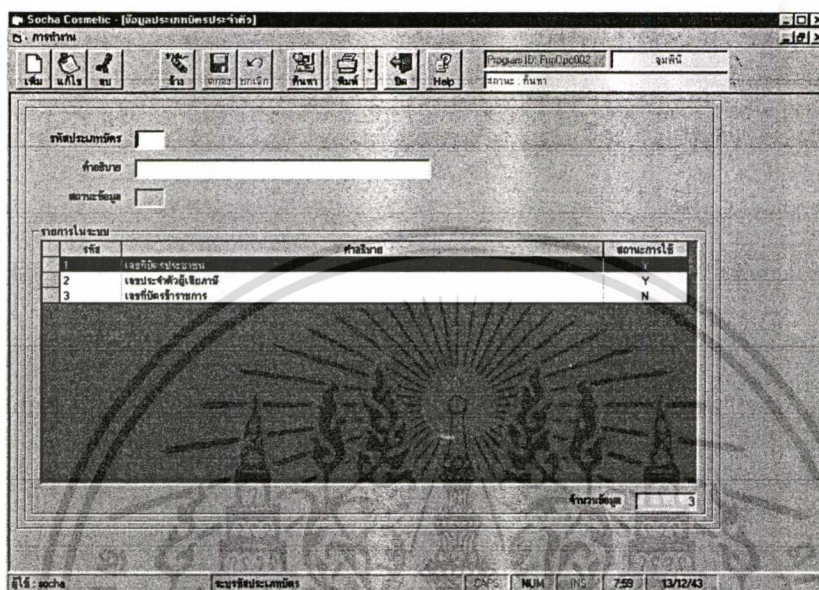 Socha Cosmetic - [ข้อมูลประเภทบัตรประจำตัว]
การทำงาน
เพิ่ม แก้ไข ลบ ล้าง ตกลง ยกเลิก ค้นหา พิมพ์ ปิด Help
Program ID: FupOpc002 ลุมพินี
สถานะ : ค้นหา
รหัสประเภทบัตร
คำอธิบาย
สถานะข้อมูล
รายการในระบบ
รหัส คำอธิบาย สถานะการใช้
1 เลขที่บัตรประชาชน Y
2 เลขประจำตัวผู้เสียภาษี Y
3 เลขที่บัตรข้าราชการ N
จำนวนข้อมูล 3
ผู้ใช้ : socha ระบุรหัสประเภทบัตร CAPS NUM INS 7:59 13/12/43